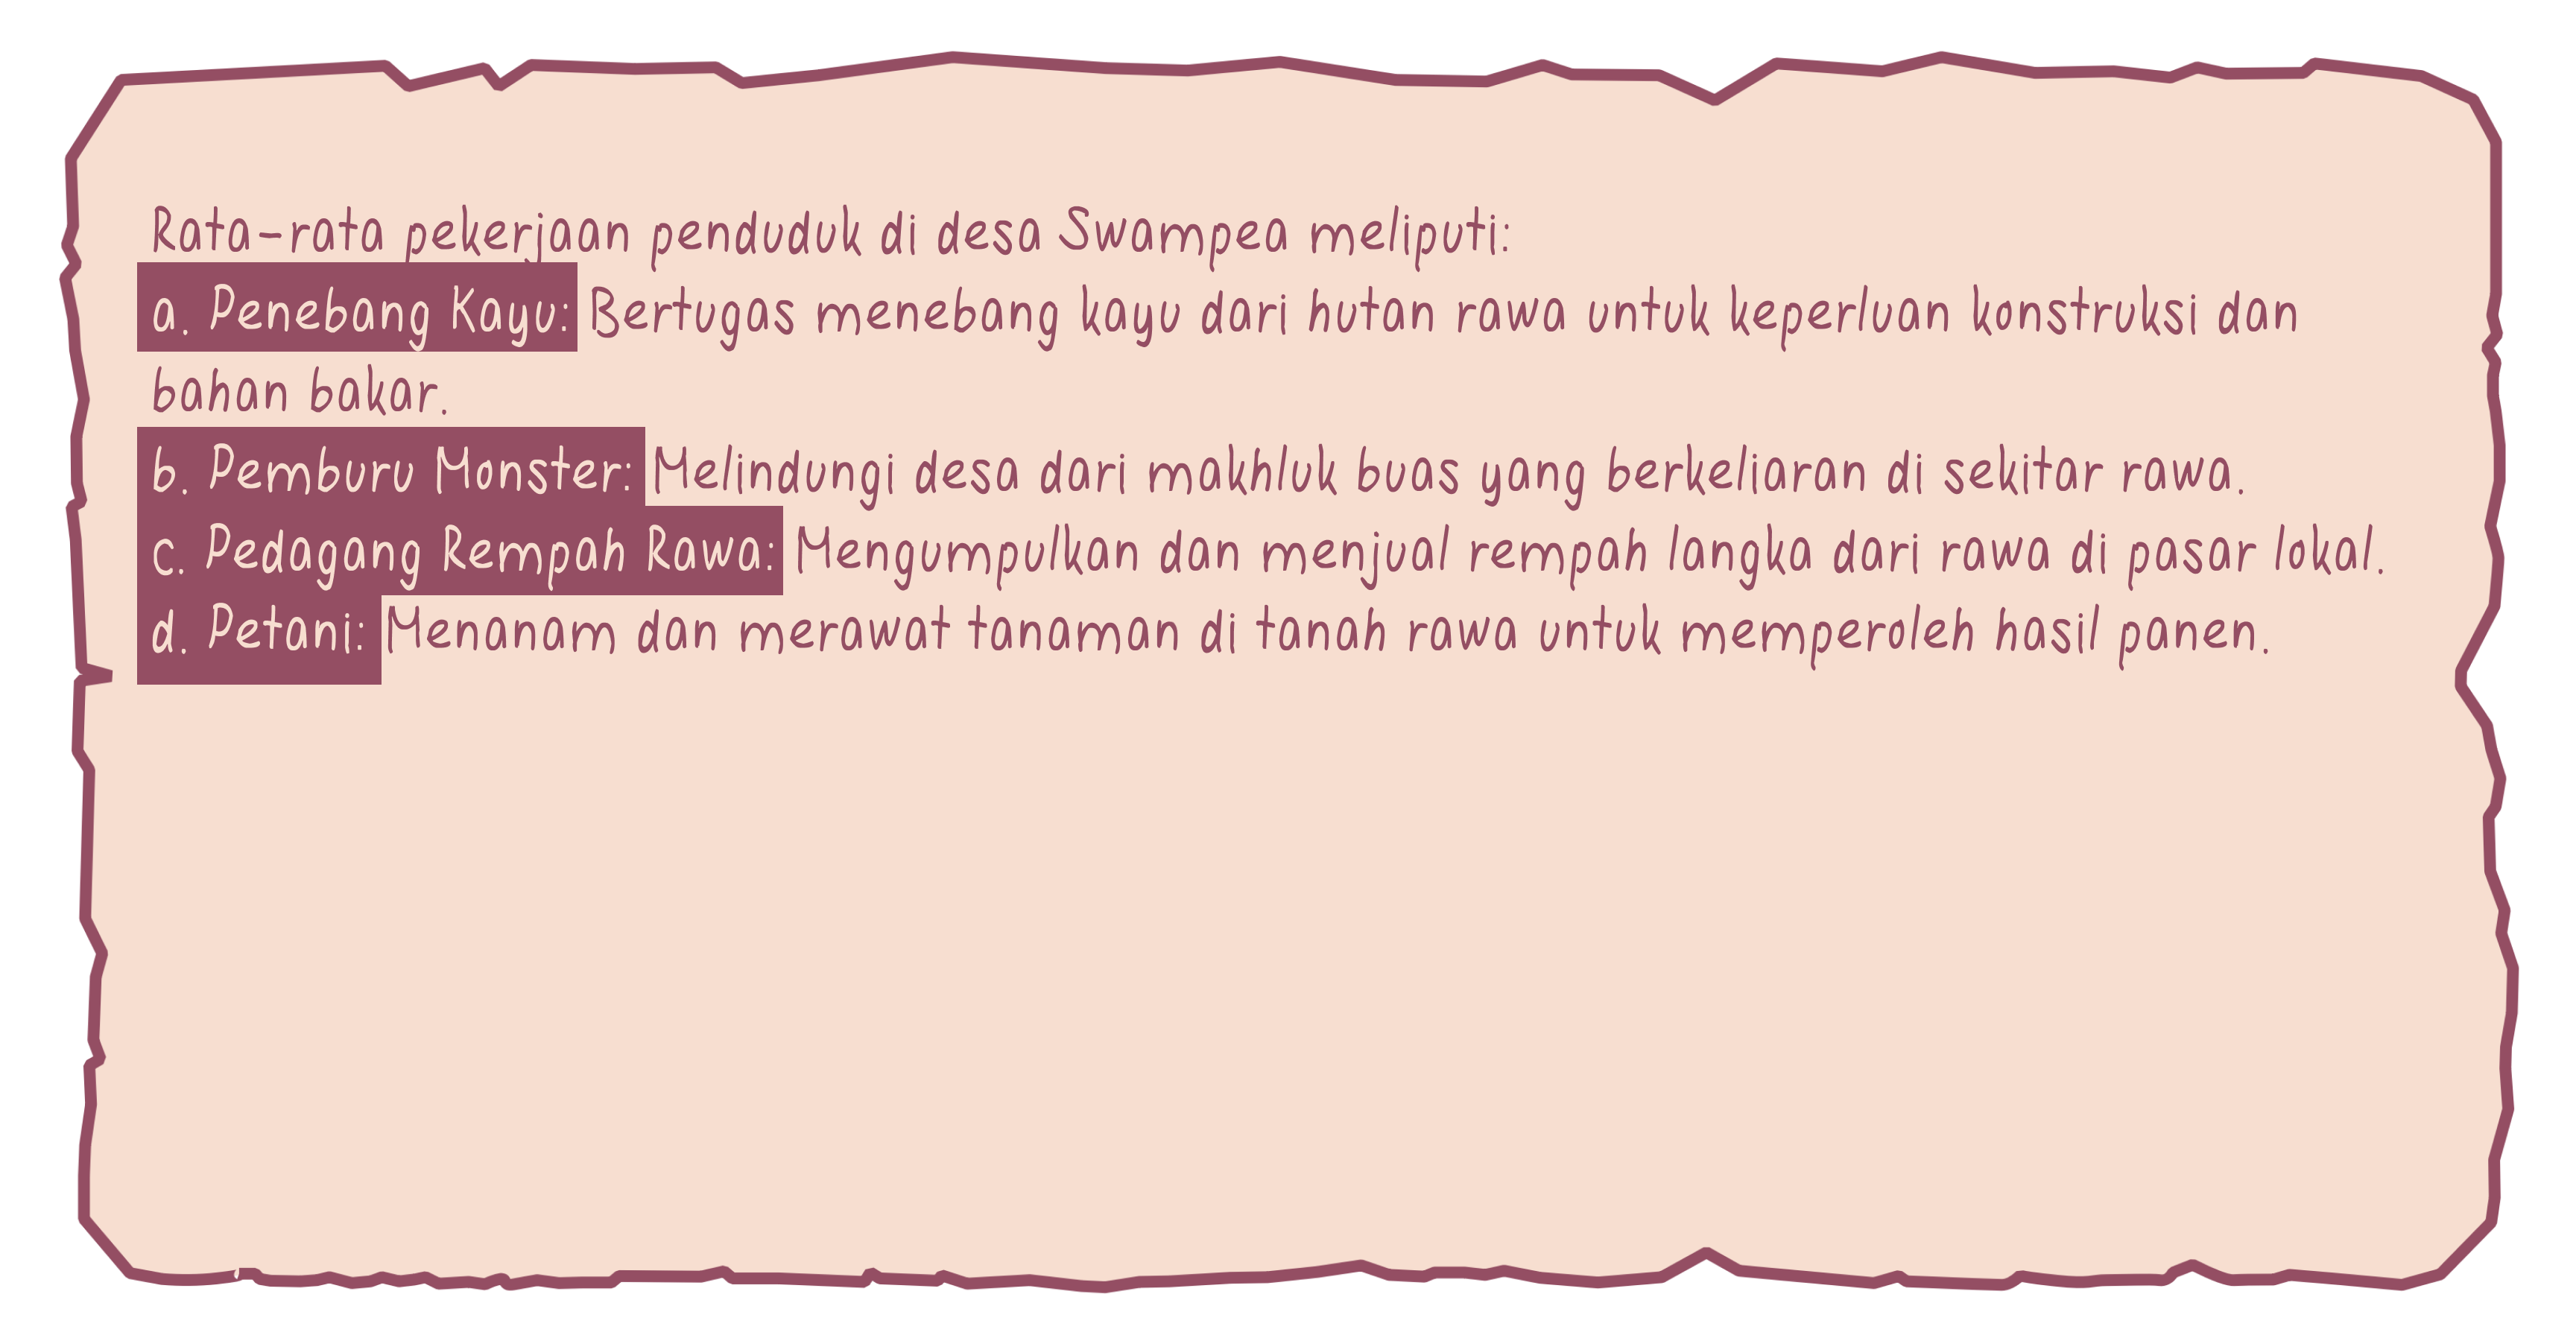 Rata-rata pekerjaan penduduk di desa Swampea meliputi:
a. Penebang Kayu: Bertugas menebang kayu dari hutan rawa untuk keperluan konstruksi dan
bahan bakar.
b. Pemburu Monster: Melindungi desa dari makhluk buas yang berkeliaran di sekitar rawa.
c. Pedagang Rempah Rawa: Mengumpulkan dan menjual rempah langka dari rawa di pasar lokal.
d. Petani: Menanam dan merawat tanaman di tanah rawa untuk memperoleh hasil panen.